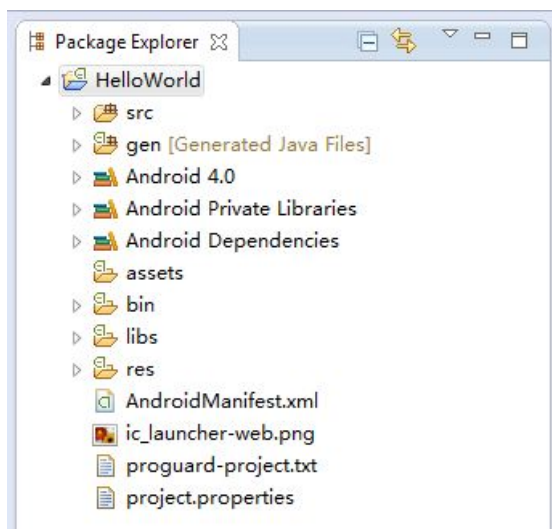 Package Explorer
HelloWorld
src
gen [Generated Java Files]
Android 4.0
Android Private Libraries
Android Dependencies
assets
bin
libs
res
AndroidManifest.xml
ic_launcher-web.png
proguard-project.txt
project.properties